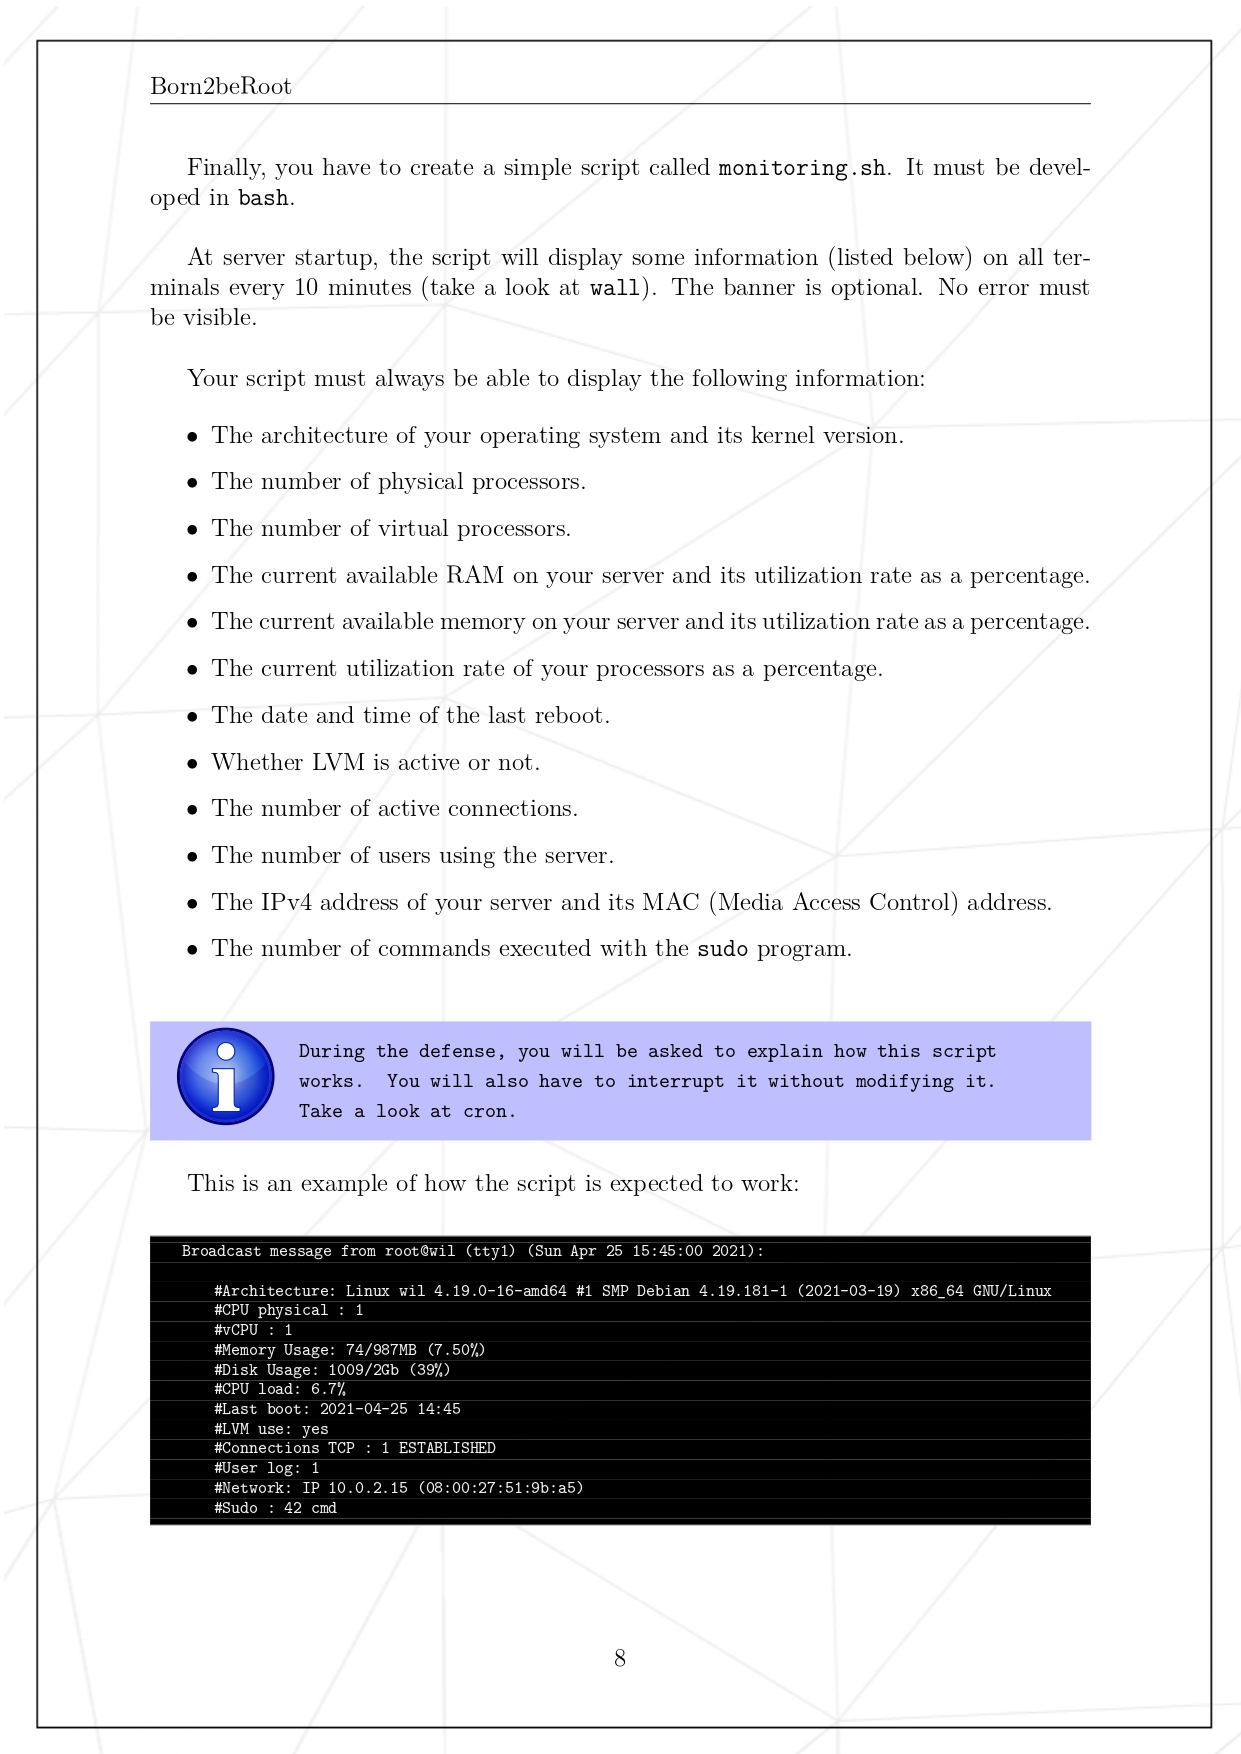 Born2beRoot
Finally, you have to create a simple script called monitoring.sh. It must be devel-
oped in bash.
At server startup, the script will display some information (listed below) on all ter-
minals every 10 minutes (take a look at wall). The banner is optional. No error must
be visible.
Your script must always be able to display the following information:
• The architecture of your operating system and its kernel version.
• The number of physical processors.
• The number of virtual processors.
• The current available RAM on your server and its utilization rate as a percentage.
• The current available memory on your server and its utilization rate as a percentage.
• The current utilization rate of your processors as a percentage.
• The date and time of the last reboot.
• Whether LVM is active or not.
• The number of active connections.
• The number of users using the server.
• The IPv4 address of your server and its MAC (Media Access Control) address.
• The number of commands executed with the sudo program.
During the defense, you will be asked to explain how this script
works. You will also have to interrupt it without modifying it.
Take a look at cron.
This is an example of how the script is expected to work:
Broadcast message from root@wil (tty1) (Sun Apr 25 15:45:00 2021):
#Architecture: Linux wil 4.19.0-16-amd64 #1 SMP Debian 4.19.181-1 (2021-03-19) x86_64 GNU/Linux
#CPU physical : 1
#vCPU : 1
#Memory Usage: 74/987MB (7.50%)
#Disk Usage: 1009/2Gb (39%)
#CPU load: 6.7%
#Last boot: 2021-04-25 14:45
#LVM use: yes
#Connections TCP : 1 ESTABLISHED
#User log: 1
#Network: IP 10.0.2.15 (08:00:27:51:9b:a5)
#Sudo : 42 cmd
8